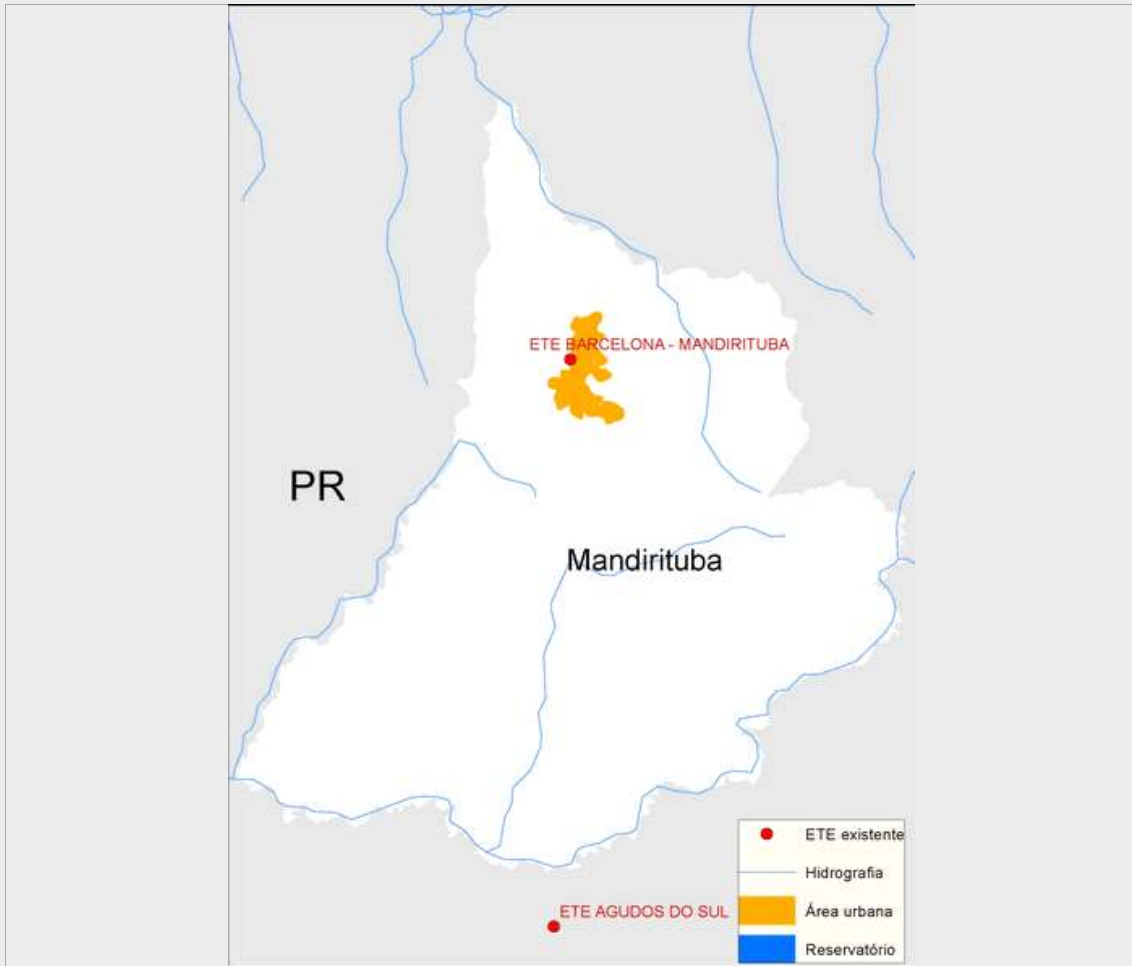 ETE BARCELONA - MANDIRITUBA
PR
Mandirituba
ETE AGUDOS DO SUL
ETE existente
Hidrografia
Área urbana
Reservatório